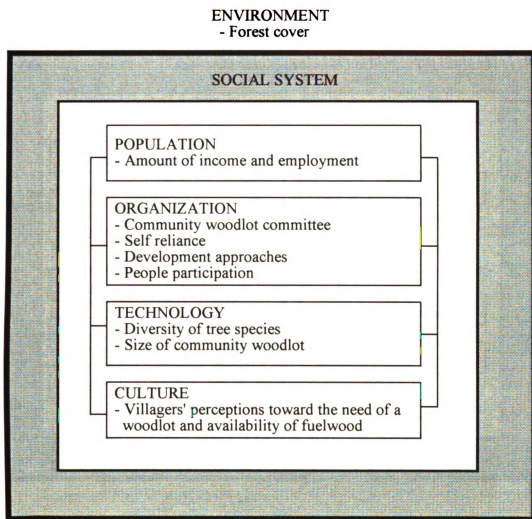 ENVIRONMENT
- Forest cover
SOCIAL SYSTEM
POPULATION
- Amount of income and employment
ORGANIZATION
- Community woodlot committee
- Self reliance
- Development approaches
- People participation
TECHNOLOGY
- Diversity of tree species
- Size of community woodlot
CULTURE
- Villagers' perceptions toward the need of a
woodlot and availability of fuelwood